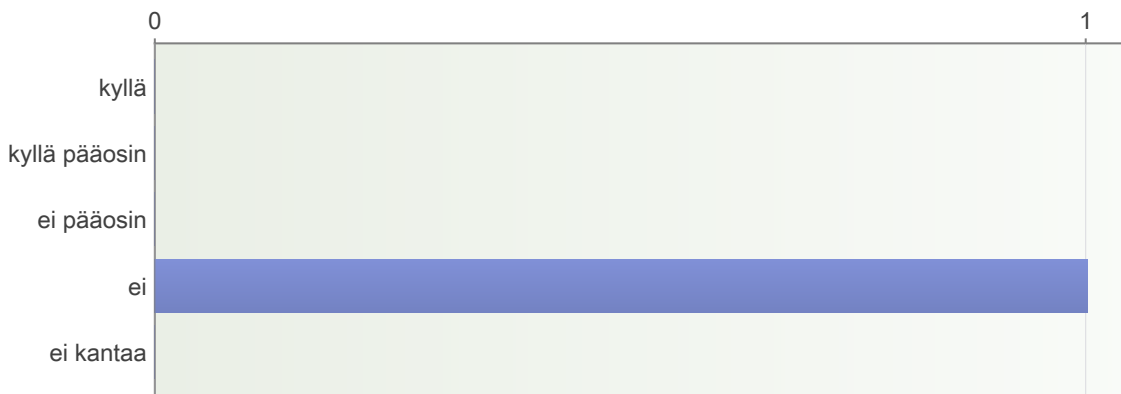 0 1
kyllä
kyllä pääosin
ei pääosin
ei
ei kantaa